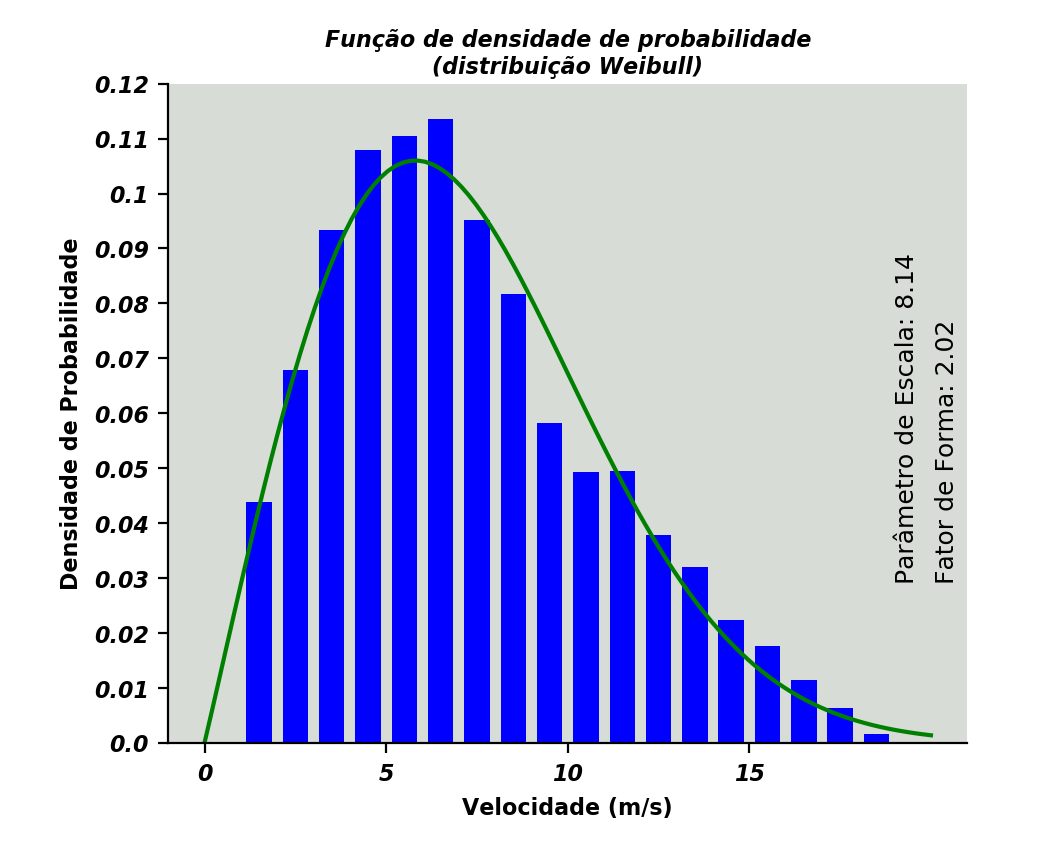 Função de densidade de probabilidade
(distribuição Weibull)
0.12
0.11
0.1
0.09
0.08
0.07
0.06
0.05
0.04
0.03
0.02
0.01
0.0
Densidade de Probabilidade
Parâmetro de Escala: 8.14
Fator de Forma: 2.02
0 5 10 15
Velocidade (m/s)